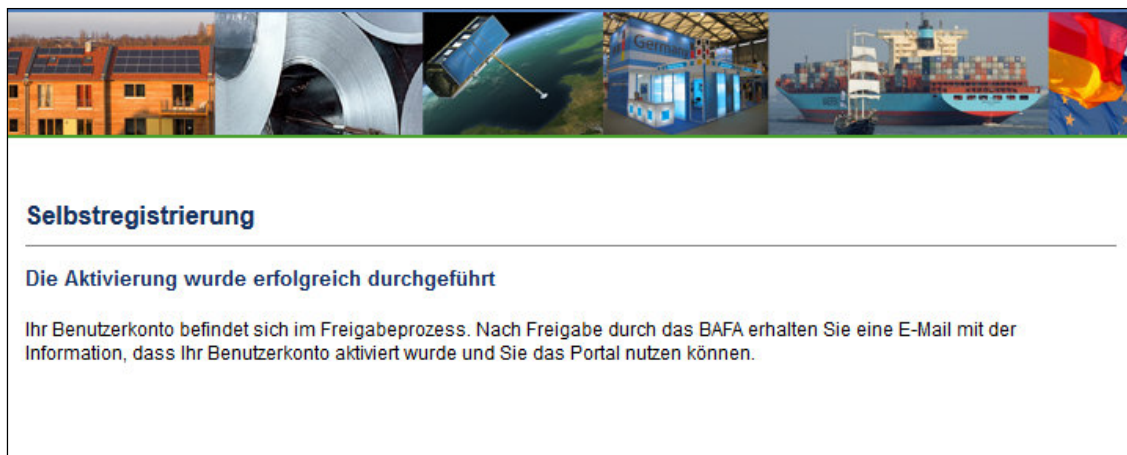 Germany
Selbstregistrierung
Die Aktivierung wurde erfolgreich durchgeführt
Ihr Benutzerkonto befindet sich im Freigabeprozess. Nach Freigabe durch das BAFA erhalten Sie eine E-Mail mit der
Information, dass Ihr Benutzerkonto aktiviert wurde und Sie das Portal nutzen können.